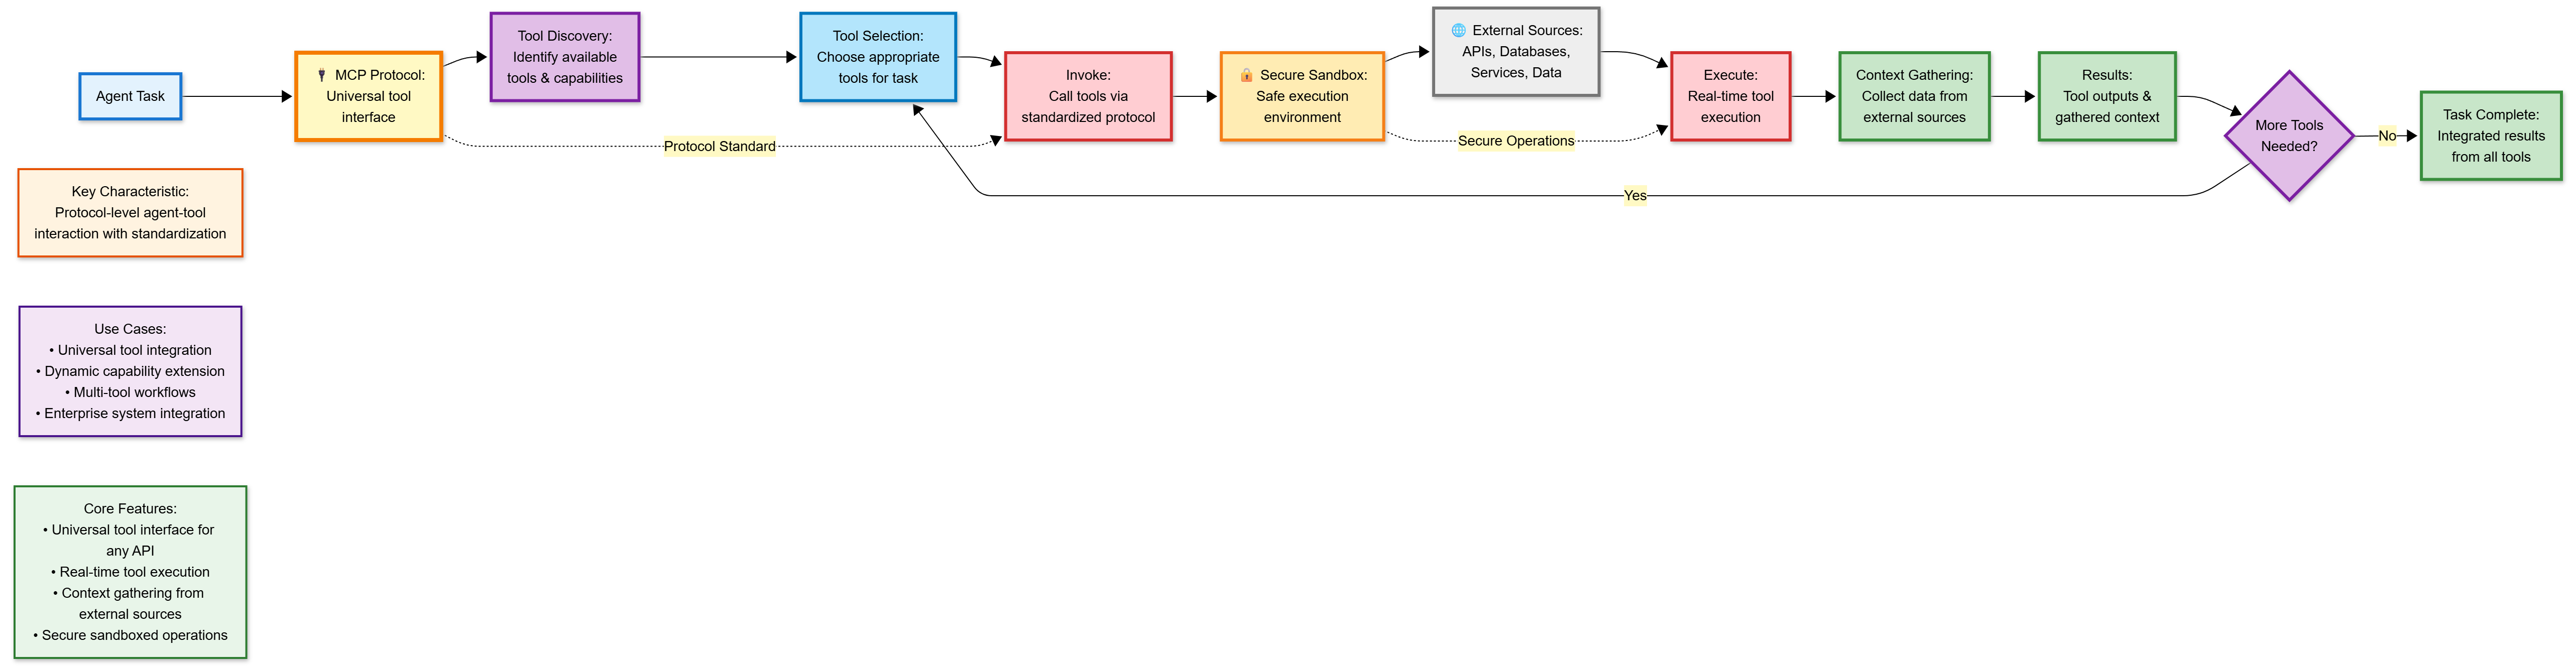 Agent Task
MCP Protocol:
Universal tool
interface
Tool Discovery:
Identify available
tools & capabilities
Protocol Standard
Tool Selection:
Choose appropriate
tools for task
Invoke:
Call tools via
standardized protocol
Secure Sandbox:
Safe execution
environment
External Sources:
APIs, Databases,
Services, Data
Secure Operations
Execute:
Real-time tool
execution
Context Gathering:
Collect data from
external sources
Results:
Tool outputs &
gathered context
More Tools
Needed?
Yes
No
Task Complete:
Integrated results
from all tools
Key Characteristic:
Protocol-level agent-tool
interaction with standardization
Use Cases:
• Universal tool integration
• Dynamic capability extension
• Multi-tool workflows
• Enterprise system integration
Core Features:
• Universal tool interface for
any API
• Real-time tool execution
• Context gathering from
external sources
• Secure sandboxed operations